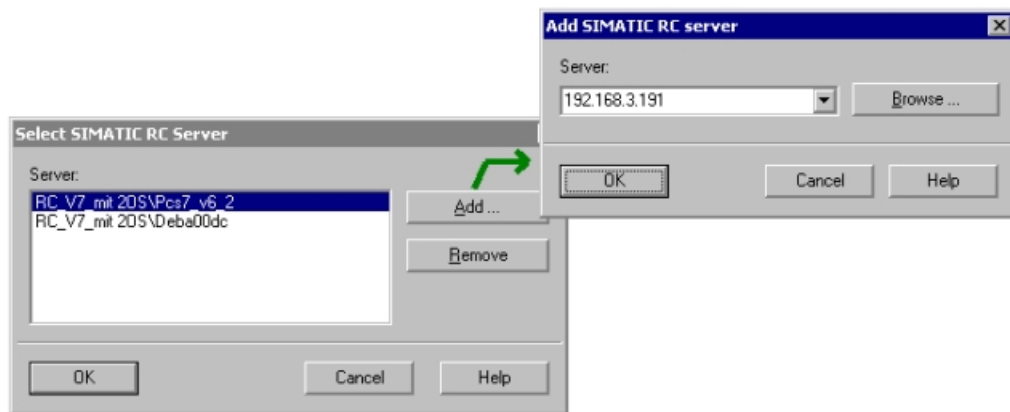 Add SIMATIC RC server
Server:
192.168.3.191
Browse ...
OK
Cancel
Help
Select SIMATIC RC Server
Server:
RC_V7_mit 2OS\Pcs7_v6_2
RC_V7_mit 2OS\Deba00dc
Add ...
Remove
OK
Cancel
Help